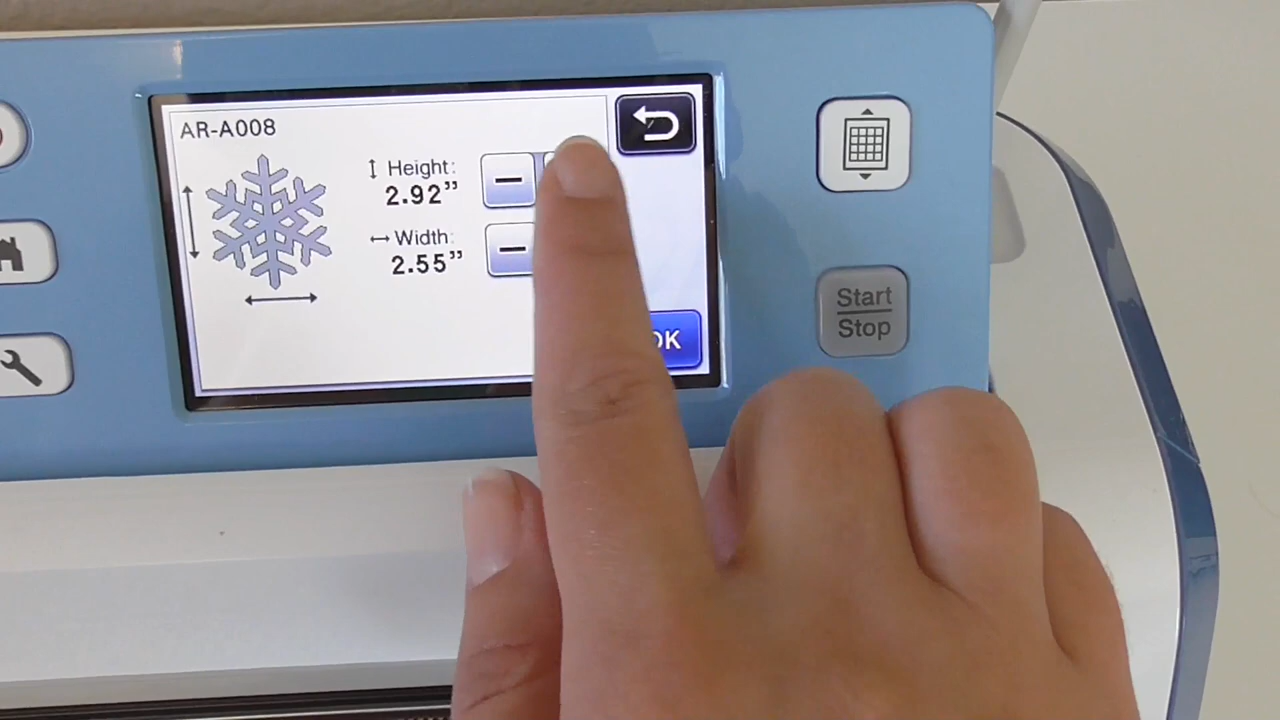 AR-A008
Height:
2.92”
Width:
2.55”
OK
Start
Stop